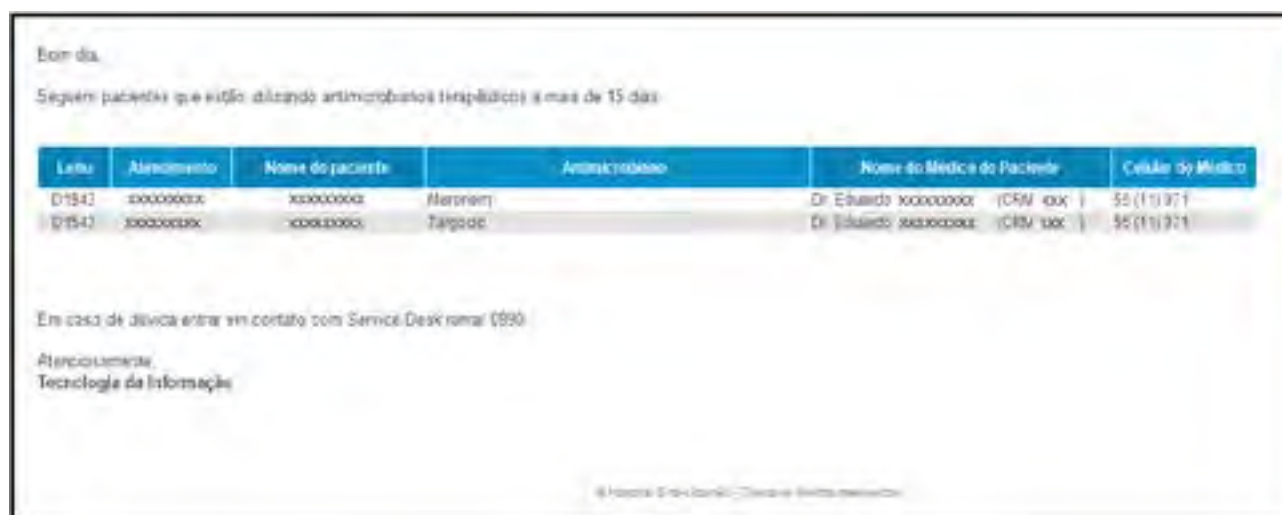 Bom dia,
Seguem pacientes que estão utilizando antimicrobianos terapêuticos a mais de 15 dias
Leito Atendimento Nome do paciente Antimicrobiano Nome do Médico do Paciente Celular do Médico
D1542 xxxxxxxxx xxxxxxxxx Meronem Dr. Eduardo xxxxxxxxx (CRM xxx ) 55 (11) 971
D1542 xxxxxxxxx xxxxxxxxx Targocid Dr. Eduardo xxxxxxxxx (CRM xxx ) 55 (11) 971
Em caso de dúvida entrar em contato com Service Desk ramal 0990
Atenciosamente
Tecnologia da Informação